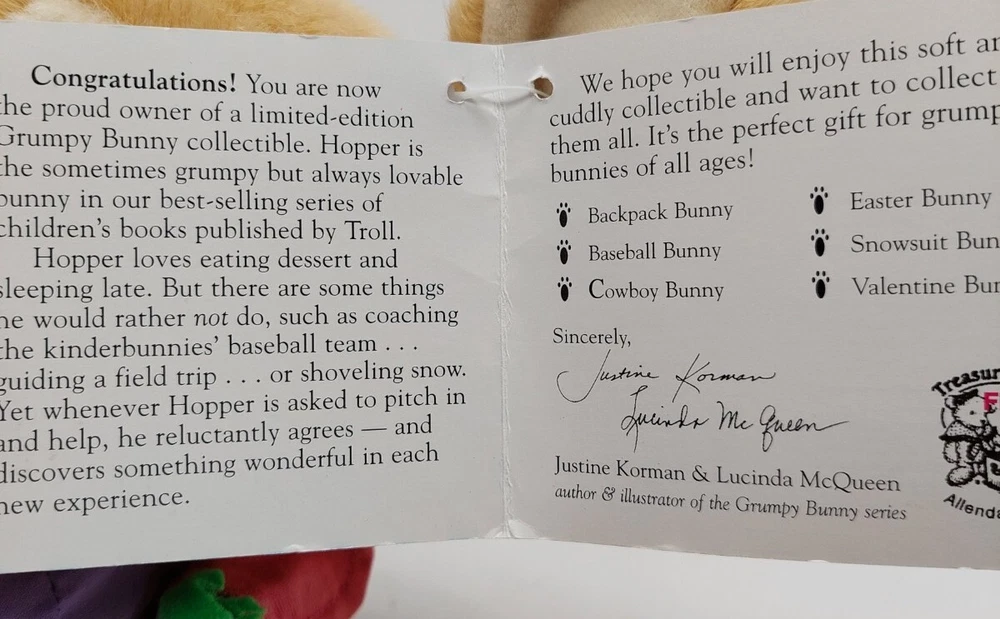 Congratulations! You are now
the proud owner of a limited-edition
Grumpy Bunny collectible. Hopper is
the sometimes grumpy but always lovable
bunny in our best-selling series of
children's books published by Troll.
Hopper loves eating dessert and
sleeping late. But there are some things
he would rather not do, such as coaching
the kinderbunnies' baseball team . . .
guiding a field trip . . . or shoveling snow.
Yet whenever Hopper is asked to pitch in
and help, he reluctantly agrees — and
discovers something wonderful in each
new experience.
We hope you will enjoy this soft an
cuddly collectible and want to collect
them all. It's the perfect gift for grump
bunnies of all ages!
Backpack Bunny
Baseball Bunny
Cowboy Bunny
Easter Bunny
Snowsuit Bun
Valentine Bun
Sincerely,
Justine Korman
Lucinda Mc Queen
Justine Korman & Lucinda McQueen
author & illustrator of the Grumpy Bunny series
Treasur
F
Allenda